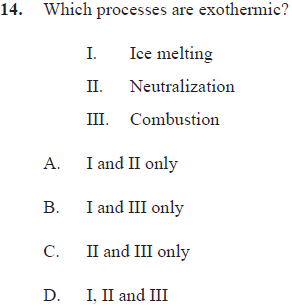 14. Which processes are exothermic?
I. Ice melting
II. Neutralization
III. Combustion
A. I and II only
B. I and III only
C. II and III only
D. I, II and III